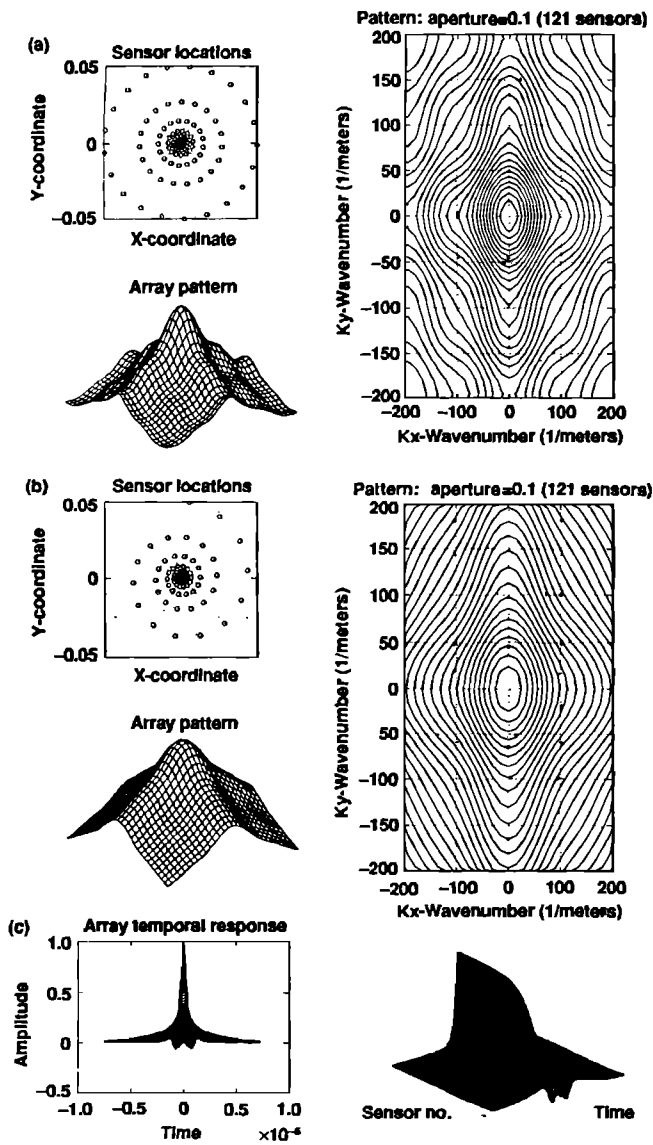 (a)
Sensor locations
0.05
0
−0.05
Y-coordinate
X-coordinate
Array pattern
Pattern: aperture=0.1 (121 sensors)
200
150
100
50
0
−50
−100
−150
−200
Ky-Wavenumber (1/meters)
−200 −100 0 100 200
Kx-Wavenumber (1/meters)
(b)
Sensor locations
0.05
0
−0.05
Y-coordinate
X-coordinate
Array pattern
Pattern: aperture=0.1 (121 sensors)
200
150
100
50
0
−50
−100
−150
−200
Ky-Wavenumber (1/meters)
−200 −100 0 100 200
Kx-Wavenumber (1/meters)
(c)
Array temporal response
1.0
0.5
0
−0.5
Amplitude
−1.0 −0.5 0 0.5 1.0
Time ×10⁻⁵
Sensor no. Time